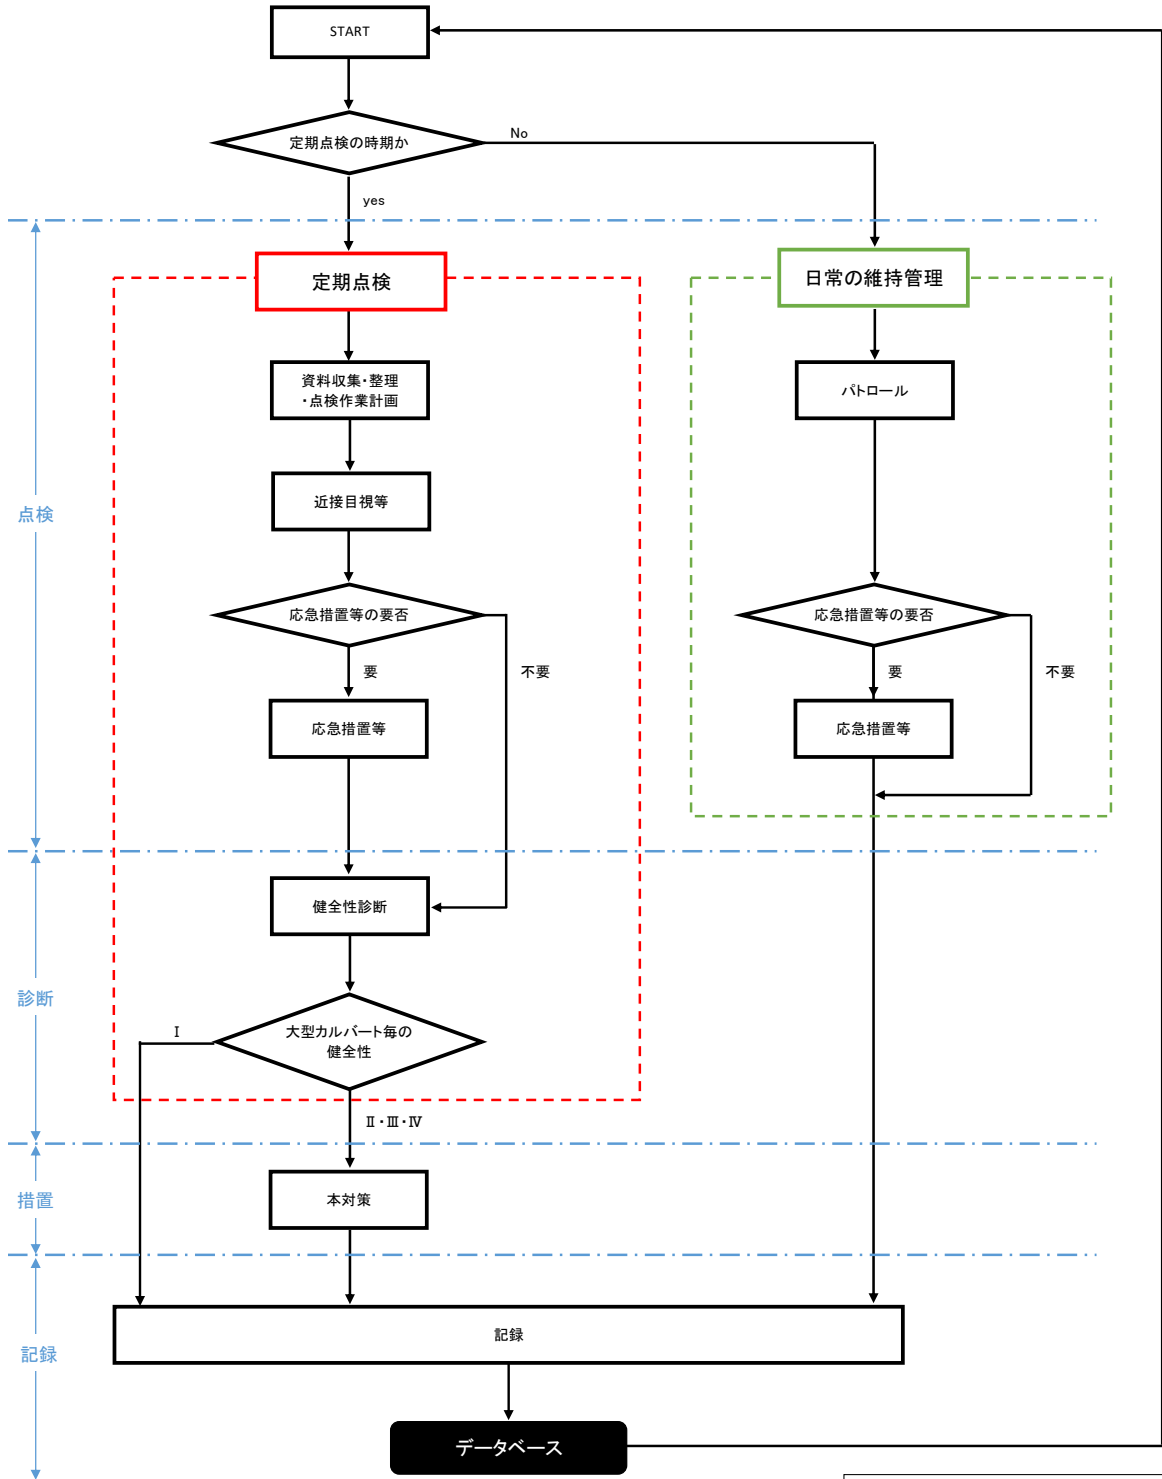 START
定期点検の時期か
No
yes
定期点検
日常の維持管理
資料収集・整理
・点検作業計画
パトロール
近接目視等
点検
応急措置等の要否
応急措置等の要否
要
不要
要
不要
応急措置等
応急措置等
健全性診断
診断
大型カルバート毎の
健全性
Ⅰ
Ⅱ・Ⅲ・Ⅳ
措置
本対策
記録
記録
データベース